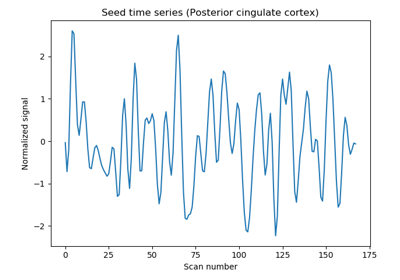 Seed time series (Posterior cingulate cortex)
Normalized signal
2
1
0
−1
−2
0 25 50 75 100 125 150 175
Scan number